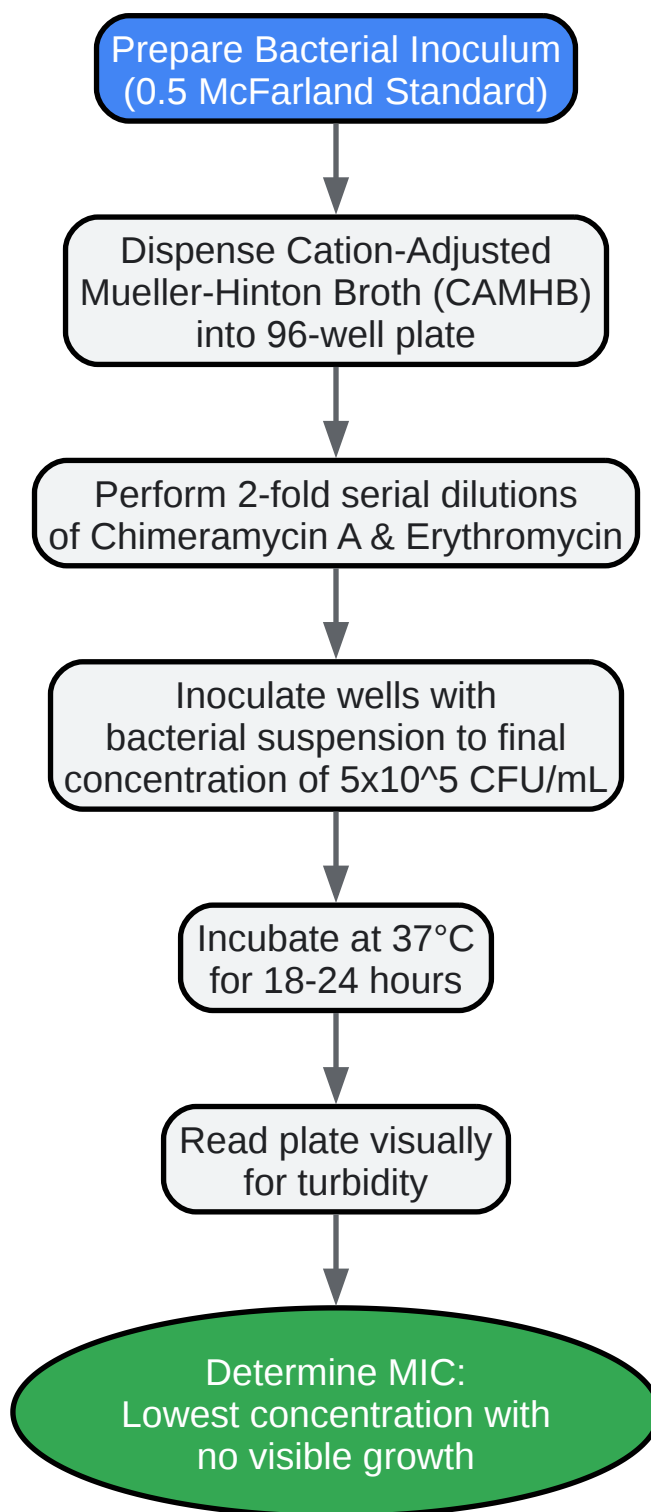 Prepare Bacterial Inoculum
(0.5 McFarland Standard)
Dispense Cation-Adjusted
Mueller-Hinton Broth (CAMHB)
into 96-well plate
Perform 2-fold serial dilutions
of Chimeramycin A & Erythromycin
Inoculate wells with
bacterial suspension to final
concentration of 5x10^5 CFU/mL
Incubate at 37°C
for 18-24 hours
Read plate visually
for turbidity
Determine MIC:
Lowest concentration with
no visible growth